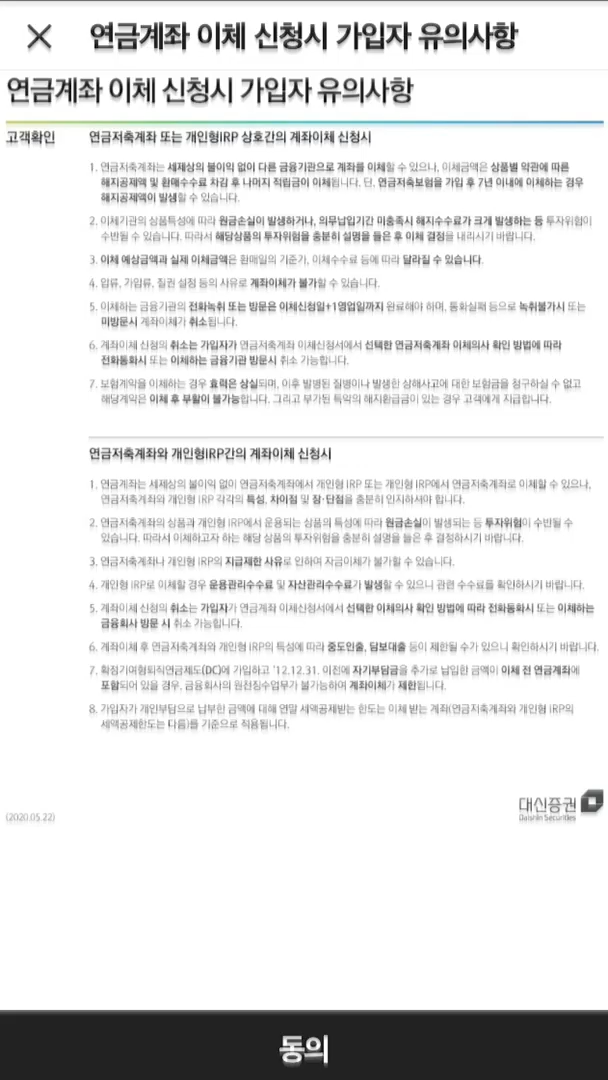 연금계좌 이체 신청시 가입자 유의사항
연금계좌 이체 신청시 가입자 유의사항
고객확인
연금저축계좌 또는 개인형IRP 상호간의 계좌이체 신청시
1. 연금저축계좌는 세제상의 불이익 없이 다른 금융기관으로 계좌를 이체할 수 있으나, 이체금액은 상품별 약관에 따른
해지공제액 및 환매수수료 차감 후 나머지 적립금이 이체됩니다. 단, 연금저축보험을 가입 후 7년 이내에 이체하는 경우
해지공제액이 발생할 수 있습니다.
2. 이체기관의 상품특성에 따라 원금손실이 발생하거나, 의무납입기간 미충족시 해지수수료가 크게 발생하는 등 투자위험이
수반될 수 있습니다. 따라서 해당상품의 투자위험을 충분히 설명을 들은 후 이체 결정을 내리시기 바랍니다.
3. 이체 예상금액과 실제 이체금액은 환매일의 기준가, 이체수수료 등에 따라 달라질 수 있습니다.
4. 압류, 가압류, 질권 설정 등의 사유로 계좌이체가 불가할 수 있습니다.
5. 이체하는 금융기관의 전화녹취 또는 방문은 이체신청일+1영업일까지 완료해야 하며, 통화실패 등으로 녹취불가시 또는
미방문시 계좌이체가 취소됩니다.
6. 계좌이체 신청의 취소는 가입자가 연금저축계좌 이체신청서에서 선택한 연금저축계좌 이체의사 확인 방법에 따라
전화통화시 또는 이체하는 금융기관 방문시 취소 가능합니다.
7. 보험계약을 이체하는 경우 효력은 상실되며, 이후 발병된 질병이나 발생한 상해사고에 대한 보험금을 청구하실 수 없고
해당계약은 이체 후 부활이 불가능합니다. 그리고 부가된 특약의 해지환급금이 있는 경우 고객에게 지급합니다.
연금저축계좌와 개인형IRP간의 계좌이체 신청시
1. 연금계좌는 세제상의 불이익 없이 연금저축계좌에서 개인형 IRP 또는 개인형 IRP에서 연금저축계좌로 이체할 수 있으나,
연금저축계좌와 개인형 IRP 각각의 특성, 차이점 및 장·단점을 충분히 인지하셔야 합니다.
2. 연금저축계좌의 상품과 개인형 IRP에서 운용되는 상품의 특성에 따라 원금손실이 발생되는 등 투자위험이 수반될 수
있습니다. 따라서 이체하고자 하는 해당 상품의 투자위험을 충분히 설명을 들은 후 결정하시기 바랍니다.
3. 연금저축계좌나 개인형 IRP의 지급제한 사유로 인하여 자금이체가 불가할 수 있습니다.
4. 개인형 IRP로 이체할 경우 운용관리수수료 및 자산관리수수료가 발생할 수 있으니 관련 수수료를 확인하시기 바랍니다.
5. 계좌이체 신청의 취소는 가입자가 연금계좌 이체신청서에서 선택한 이체의사 확인 방법에 따라 전화통화시 또는 이체하는
금융회사 방문 시 취소 가능합니다.
6. 계좌이체 후 연금저축계좌와 개인형 IRP의 특성에 따라 중도인출, 담보대출 등이 제한될 수가 있으니 확인하시기 바랍니다.
7. 확정기여형퇴직연금제도(DC)에 가입하고 '12.12.31. 이전에 자기부담금을 추가로 납입한 금액이 이체 전 연금계좌에
포함되어 있을 경우, 금융회사의 원천징수업무가 불가능하여 계좌이체가 제한됩니다.
8. 가입자가 개인부담으로 납부한 금액에 대해 연말 세액공제받는 한도는 이체 받는 계좌(연금저축계좌와 개인형 IRP의
세액공제한도는 다름)를 기준으로 적용됩니다.
(2020.05.22)
대신증권
Daishin Securities
동의